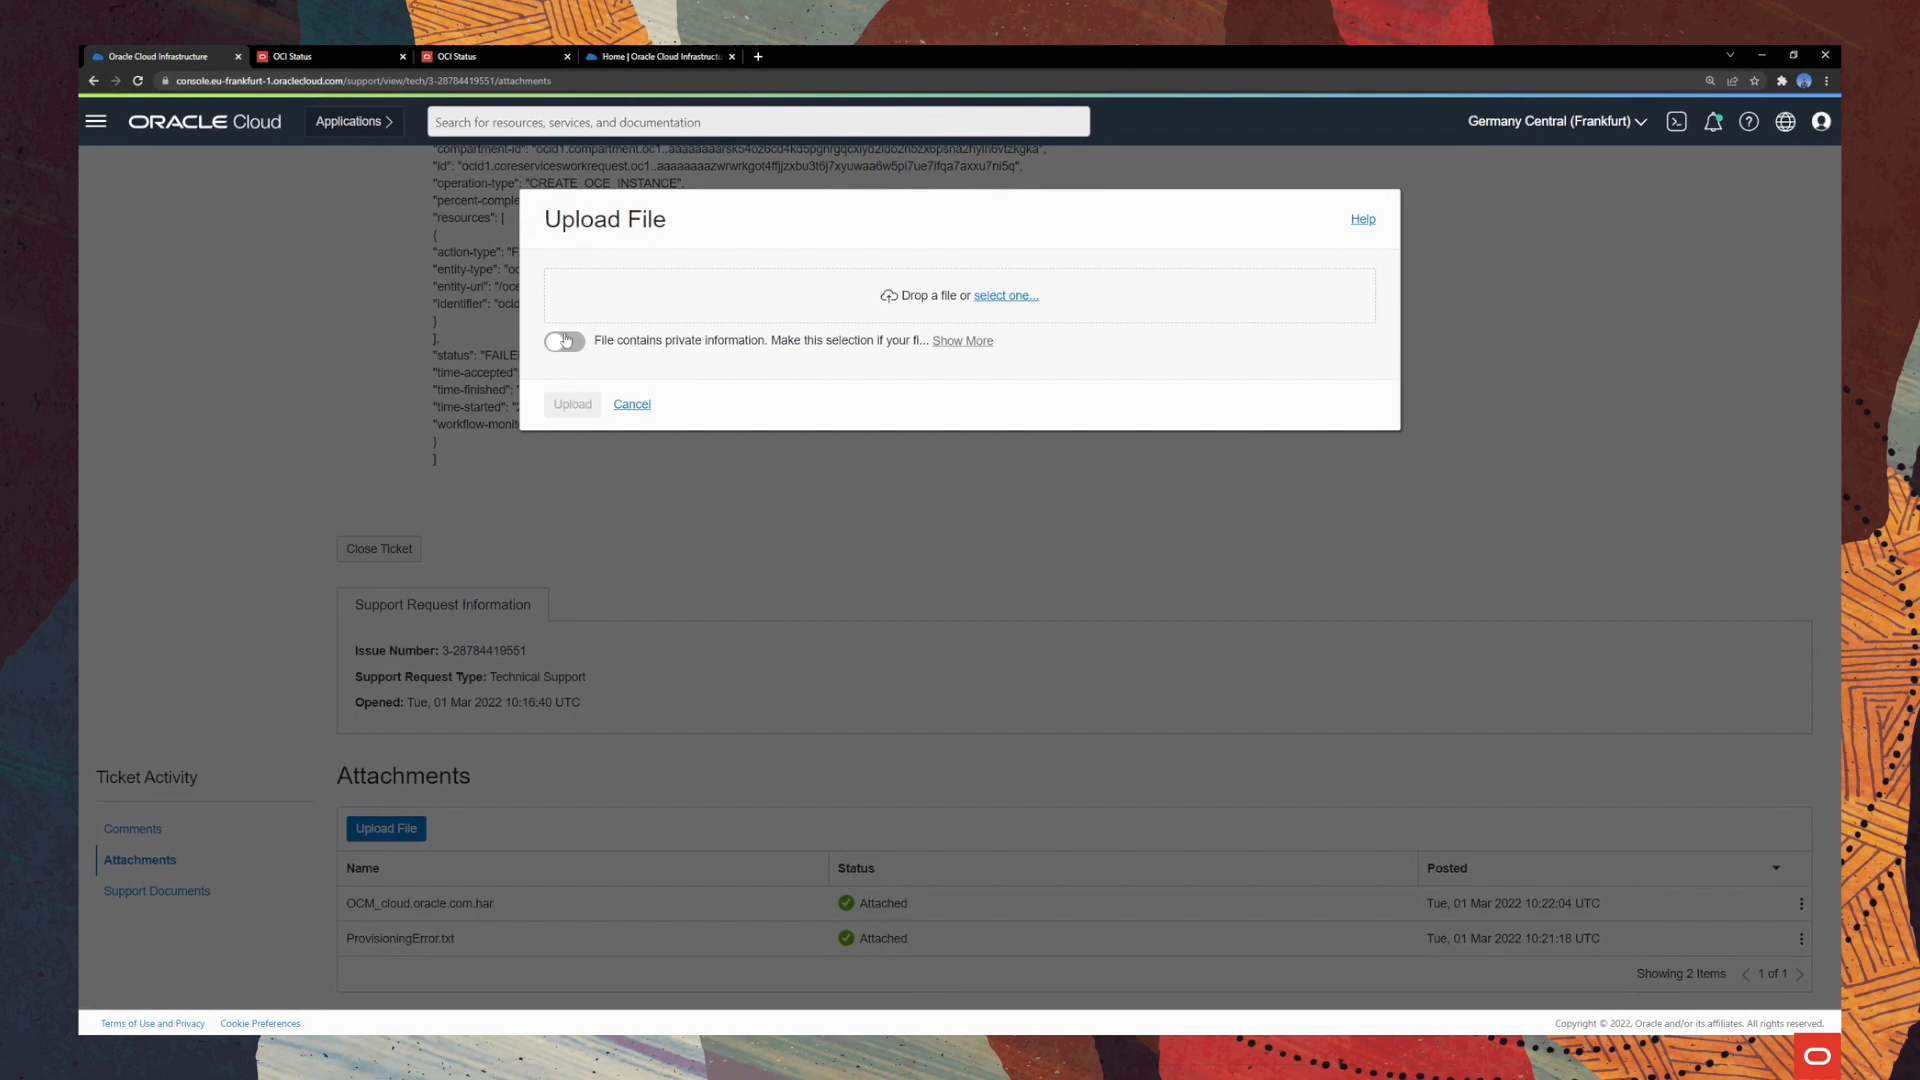 Oracle Cloud Infrastructure
OCI Status
OCI Status
Home | Oracle Cloud Infrastructu
console.eu-frankfurt-1.oraclecloud.com/support/view/tech/3-28784419551/attachments
ORACLE Cloud
Applications
Search for resources, services, and documentation
Germany Central (Frankfurt)
"operation-type": "CREATE_OCE_INSTANCE",
"percent-comple
"resources": [
{
"action-type": "F
"entity-type": "oc
"entity-uri": "/oce
"identifier": "ocid
}
],
"status": "FAILE
"time-accepted"
"time-finished": "
"time-started": "2
"workflow-monit
}
]
Upload File
Help
Drop a file or select one...
File contains private information. Make this selection if your fi... Show More
Upload
Cancel
Close Ticket
Support Request Information
Issue Number: 3-28784419551
Support Request Type: Technical Support
Opened: Tue, 01 Mar 2022 10:16:40 UTC
Ticket Activity
Comments
Attachments
Support Documents
Attachments
Upload File
Name Status Posted
OCM_cloud.oracle.com.har Attached Tue, 01 Mar 2022 10:22:04 UTC
ProvisioningError.txt Attached Tue, 01 Mar 2022 10:21:18 UTC
Showing 2 Items 1 of 1
Terms of Use and Privacy Cookie Preferences
Copyright © 2022, Oracle and/or its affiliates. All rights reserved.